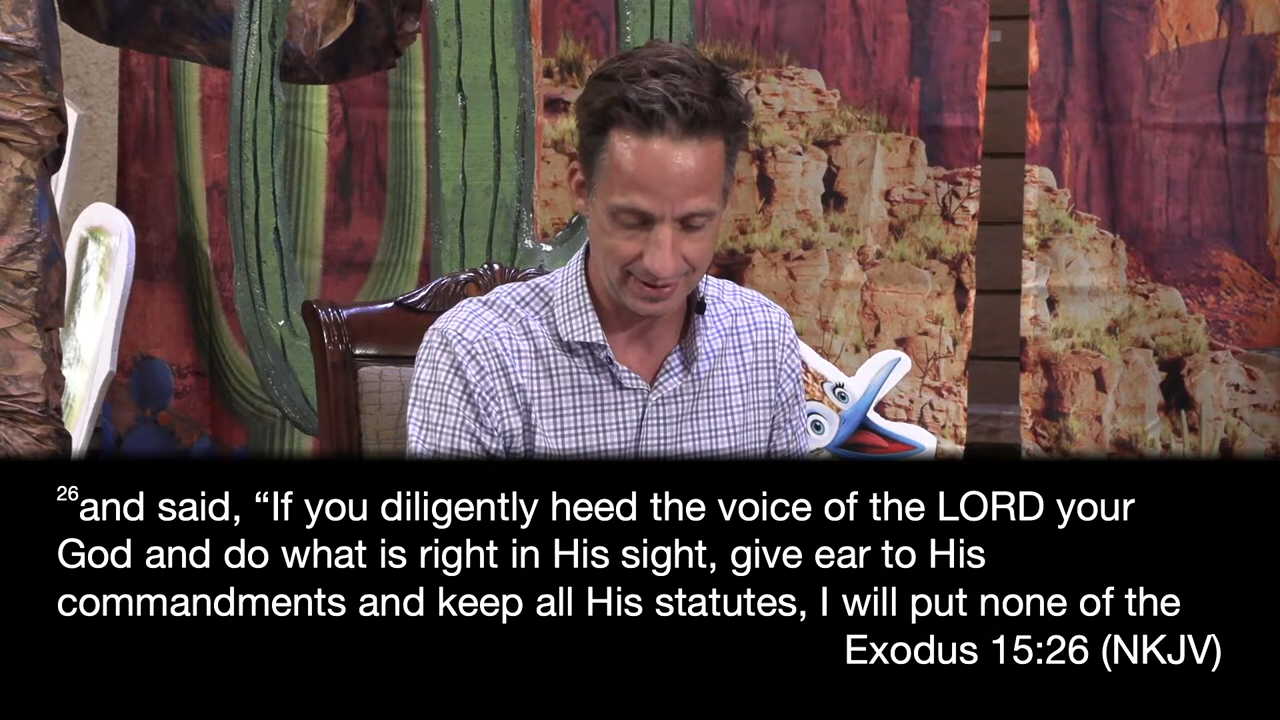 26and said, “If you diligently heed the voice of the LORD your
God and do what is right in His sight, give ear to His
commandments and keep all His statutes, I will put none of the
Exodus 15:26 (NKJV)